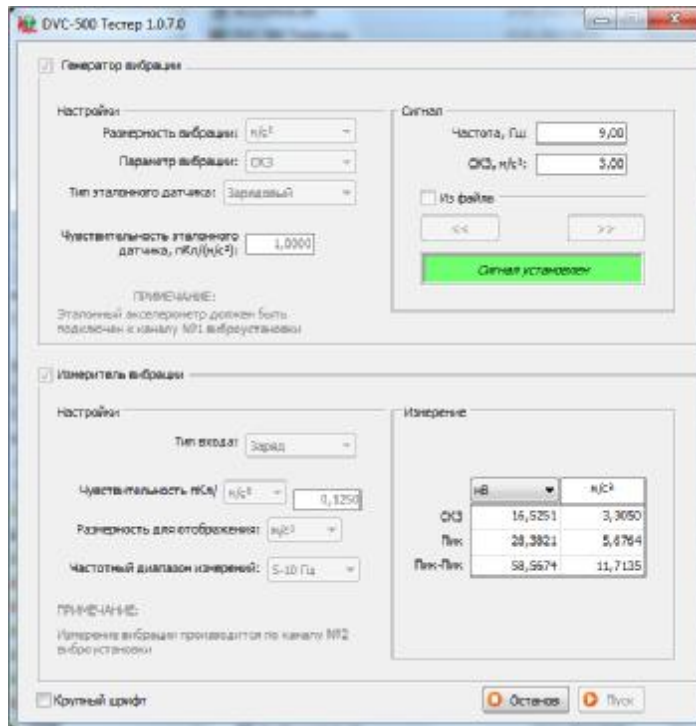 DVC-500 Тестер 1.0.7.0
Генератор вибрации
Настройки
Размерность вибрации: м/с²
Параметр вибрации: СКЗ
Тип эталонного датчика: Зарядовый
Чувствительность эталонного
датчика, пКл/(м/с²): 1,0000
ПРИМЕЧАНИЕ:
Эталонный акселерометр должен быть
подключен к каналу №1 виброустановки
Сигнал
Частота, Гц: 9,00
СКЗ, м/с²: 3,00
Из файла
<< >>
Сигнал установлен
Измеритель вибрации
Настройки
Тип входа: Заряд
Чувствительность пКл/ м/с² 0,1250
Размерность для отображения: м/с²
Частотный диапазон измерений: 5-10 Гц
ПРИМЕЧАНИЕ:
Измерение вибрации производится по каналу №2
виброустановки
Измерение
мВ м/с²
СКЗ 16,5251 3,3050
Пик 28,3821 5,6764
Пик-Пик 58,5674 11,7135
Крупный шрифт
Останов Пуск